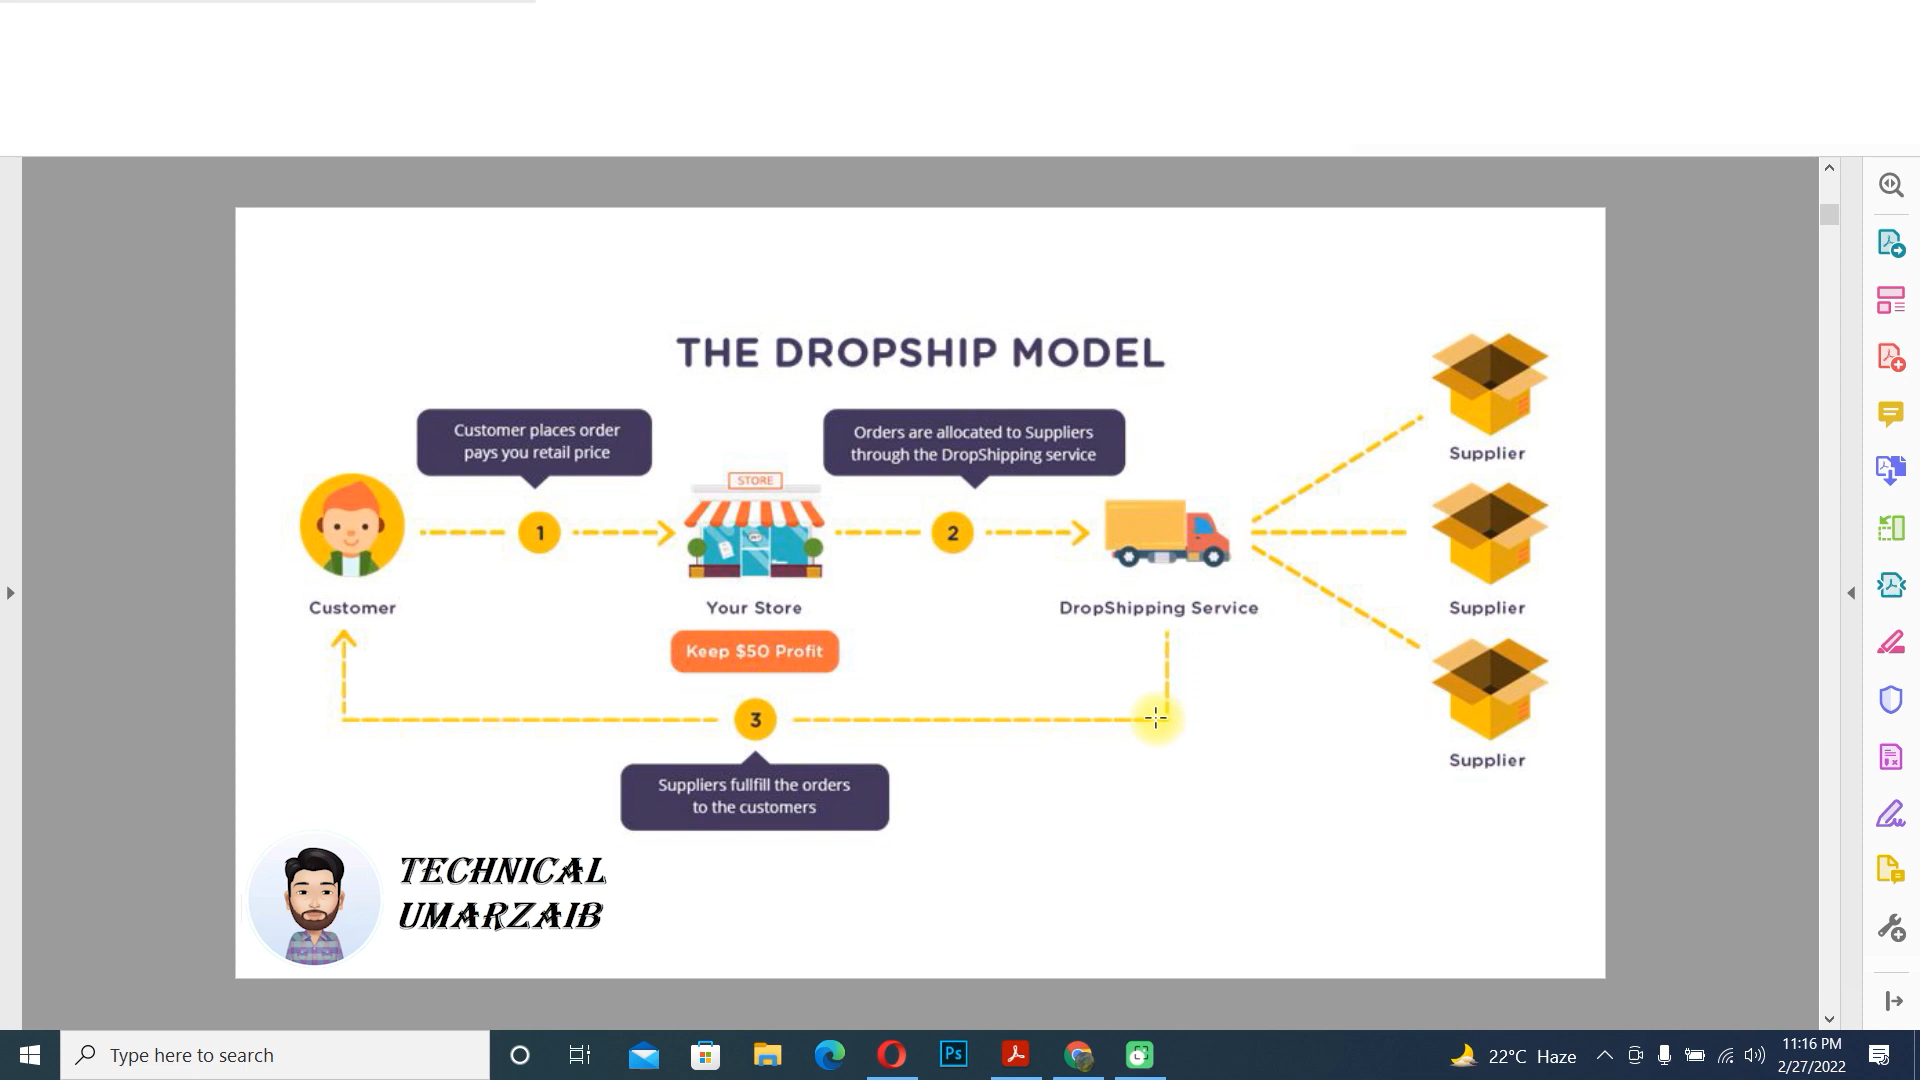 THE DROPSHIP MODEL
Customer places order
pays you retail price
Orders are allocated to Suppliers
through the DropShipping service
STORE
1
2
Customer
Your Store
DropShipping Service
Supplier
Supplier
Supplier
Keep $50 Profit
3
Suppliers fullfill the orders
to the customers
TECHNICAL
UMARZAIB
Type here to search
Ps
22°C Haze
11:16 PM
2/27/2022